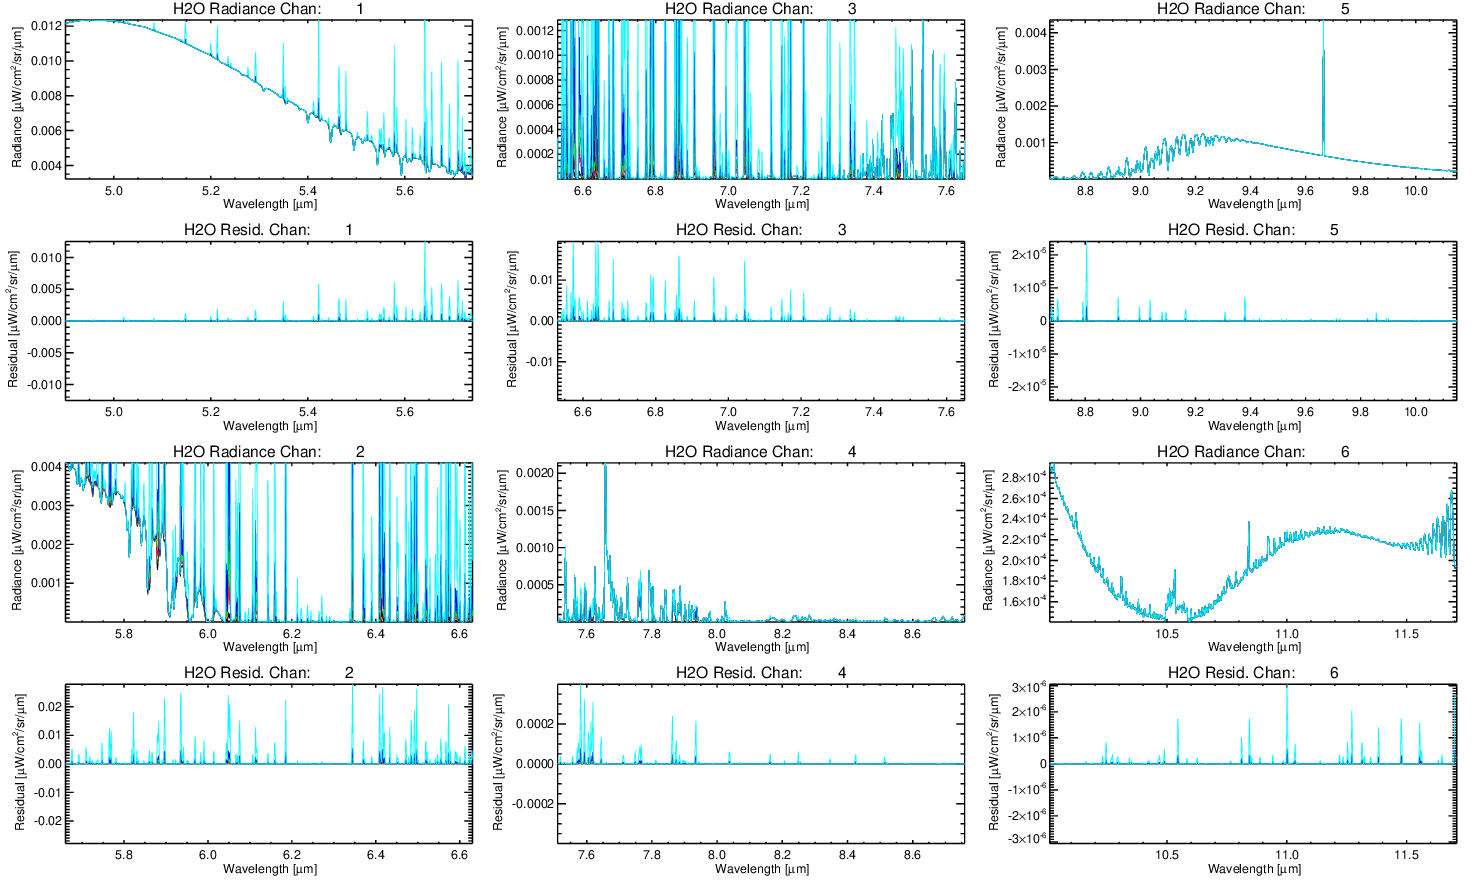 H2O Radiance Chan: 1
Radiance [μW/cm2/sr/μm]
0.012
0.010
0.008
0.006
0.004
5.0 5.2 5.4 5.6
Wavelength [μm]
H2O Radiance Chan: 3
Radiance [μW/cm2/sr/μm]
0.0012
0.0010
0.0008
0.0006
0.0004
0.0002
6.6 6.8 7.0 7.2 7.4 7.6
Wavelength [μm]
H2O Radiance Chan: 5
Radiance [μW/cm2/sr/μm]
0.004
0.003
0.002
0.001
8.8 9.0 9.2 9.4 9.6 9.8 10.0
Wavelength [μm]
H2O Resid. Chan: 1
Residual [μW/cm2/sr/μm]
0.010
0.005
0.000
-0.005
-0.010
5.0 5.2 5.4 5.6
Wavelength [μm]
H2O Resid. Chan: 3
Residual [μW/cm2/sr/μm]
0.01
0.00
-0.01
6.6 6.8 7.0 7.2 7.4 7.6
Wavelength [μm]
H2O Resid. Chan: 5
Residual [μW/cm2/sr/μm]
2×10-5
1×10-5
0
-1×10-5
-2×10-5
8.8 9.0 9.2 9.4 9.6 9.8 10.0
Wavelength [μm]
H2O Radiance Chan: 2
Radiance [μW/cm2/sr/μm]
0.004
0.003
0.002
0.001
5.8 6.0 6.2 6.4 6.6
Wavelength [μm]
H2O Radiance Chan: 4
Radiance [μW/cm2/sr/μm]
0.0020
0.0015
0.0010
0.0005
7.6 7.8 8.0 8.2 8.4 8.6
Wavelength [μm]
H2O Radiance Chan: 6
Radiance [μW/cm2/sr/μm]
2.8×10-4
2.6×10-4
2.4×10-4
2.2×10-4
2.0×10-4
1.8×10-4
1.6×10-4
10.5 11.0 11.5
Wavelength [μm]
H2O Resid. Chan: 2
Residual [μW/cm2/sr/μm]
0.02
0.01
0.00
-0.01
-0.02
5.8 6.0 6.2 6.4 6.6
Wavelength [μm]
H2O Resid. Chan: 4
Residual [μW/cm2/sr/μm]
0.0002
0.0000
-0.0002
7.6 7.8 8.0 8.2 8.4 8.6
Wavelength [μm]
H2O Resid. Chan: 6
Residual [μW/cm2/sr/μm]
3×10-6
2×10-6
1×10-6
0
-1×10-6
-2×10-6
-3×10-6
10.5 11.0 11.5
Wavelength [μm]